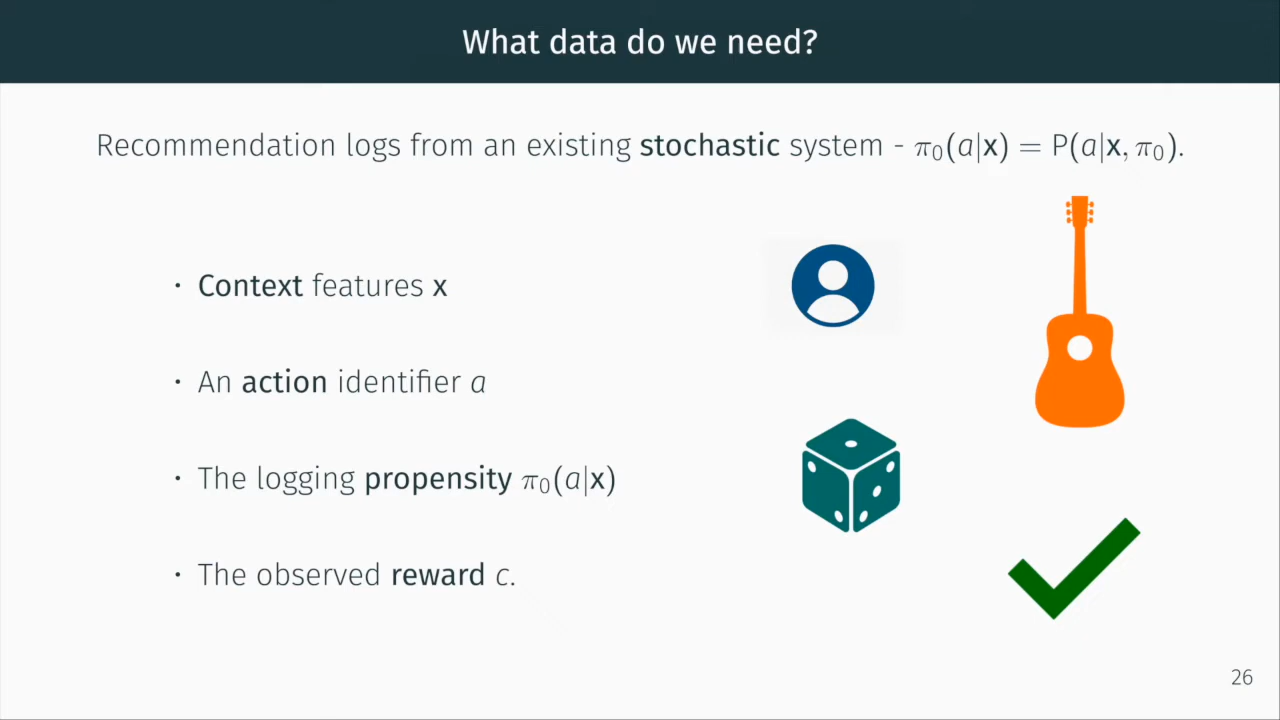 What data do we need?
Recommendation logs from an existing stochastic system - π₀(a|x) = P(a|x, π₀).
· Context features x
· An action identifier a
· The logging propensity π₀(a|x)
· The observed reward c.
26